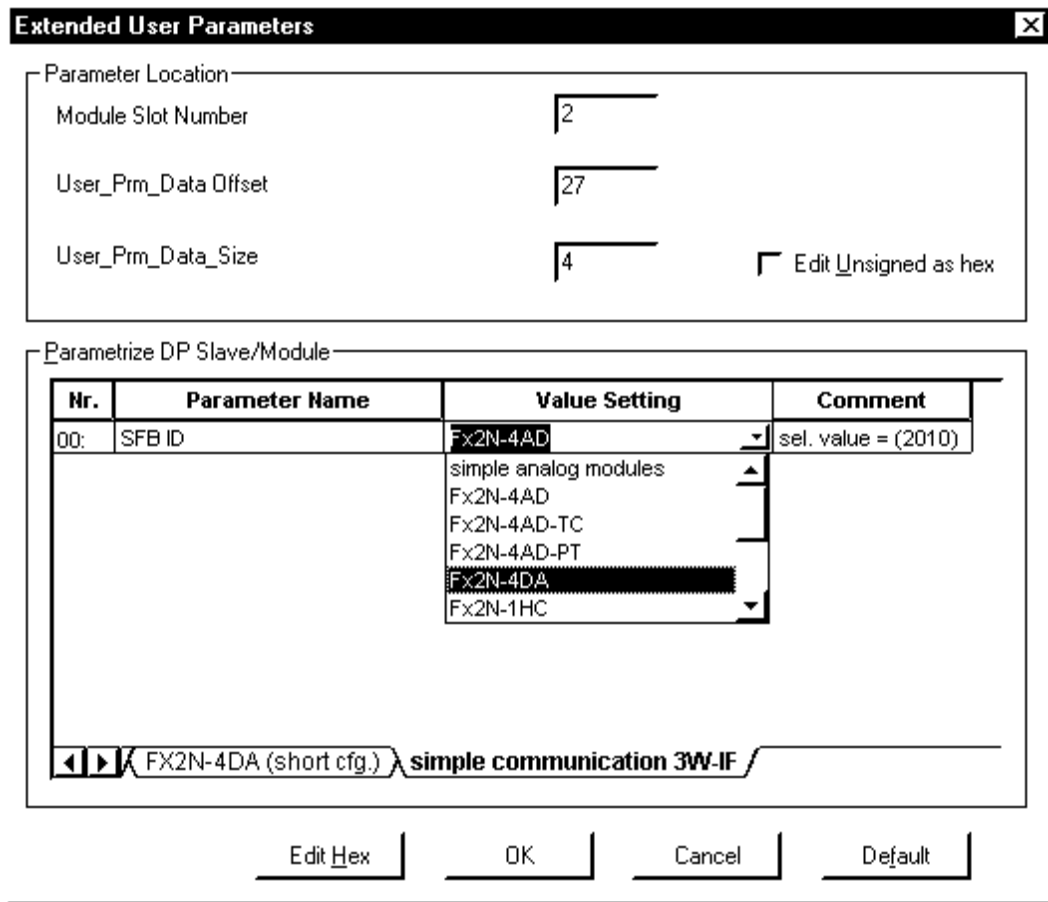 Extended User Parameters
Parameter Location
Module Slot Number 2
User_Prm_Data Offset 27
User_Prm_Data_Size 4 Edit Unsigned as hex
Parametrize DP Slave/Module
Nr. Parameter Name Value Setting Comment
00: SFB ID Fx2N-4AD sel. value = (2010)
simple analog modules
Fx2N-4AD
Fx2N-4AD-TC
Fx2N-4AD-PT
Fx2N-4DA
Fx2N-1HC
FX2N-4DA (short cfg.) simple communication 3W-IF
Edit Hex OK Cancel Default